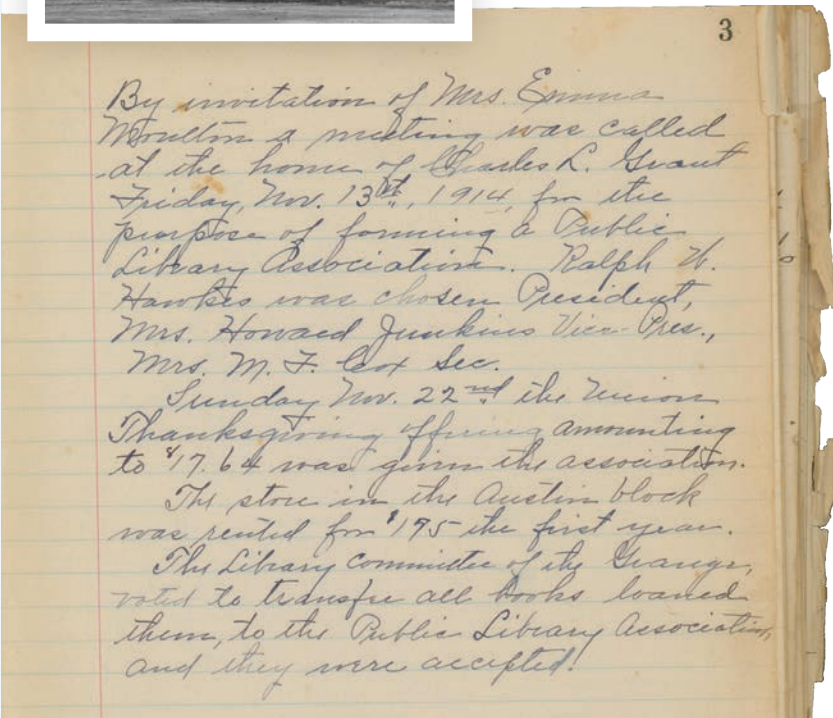 3
By invitation of Mrs. Emma
Moulton a meeting was called
at the home of Charles L. Grant
Friday, Nov. 13th, 1914, for the
purpose of forming a Public
Library Association. Ralph W.
Hawkes was chosen President,
Mrs. Howard Junkins Vice-Pres.,
Mrs. M. F. Cox Sec.
Sunday Nov. 22nd the Union
Thanksgiving offering amounting
to $17.64 was given the association.
The store in the Austin block
was rented for $175 the first year.
The Library Committee of the Grange,
voted to transfer all books loaned
them, to the Public Library Association,
and they were accepted.